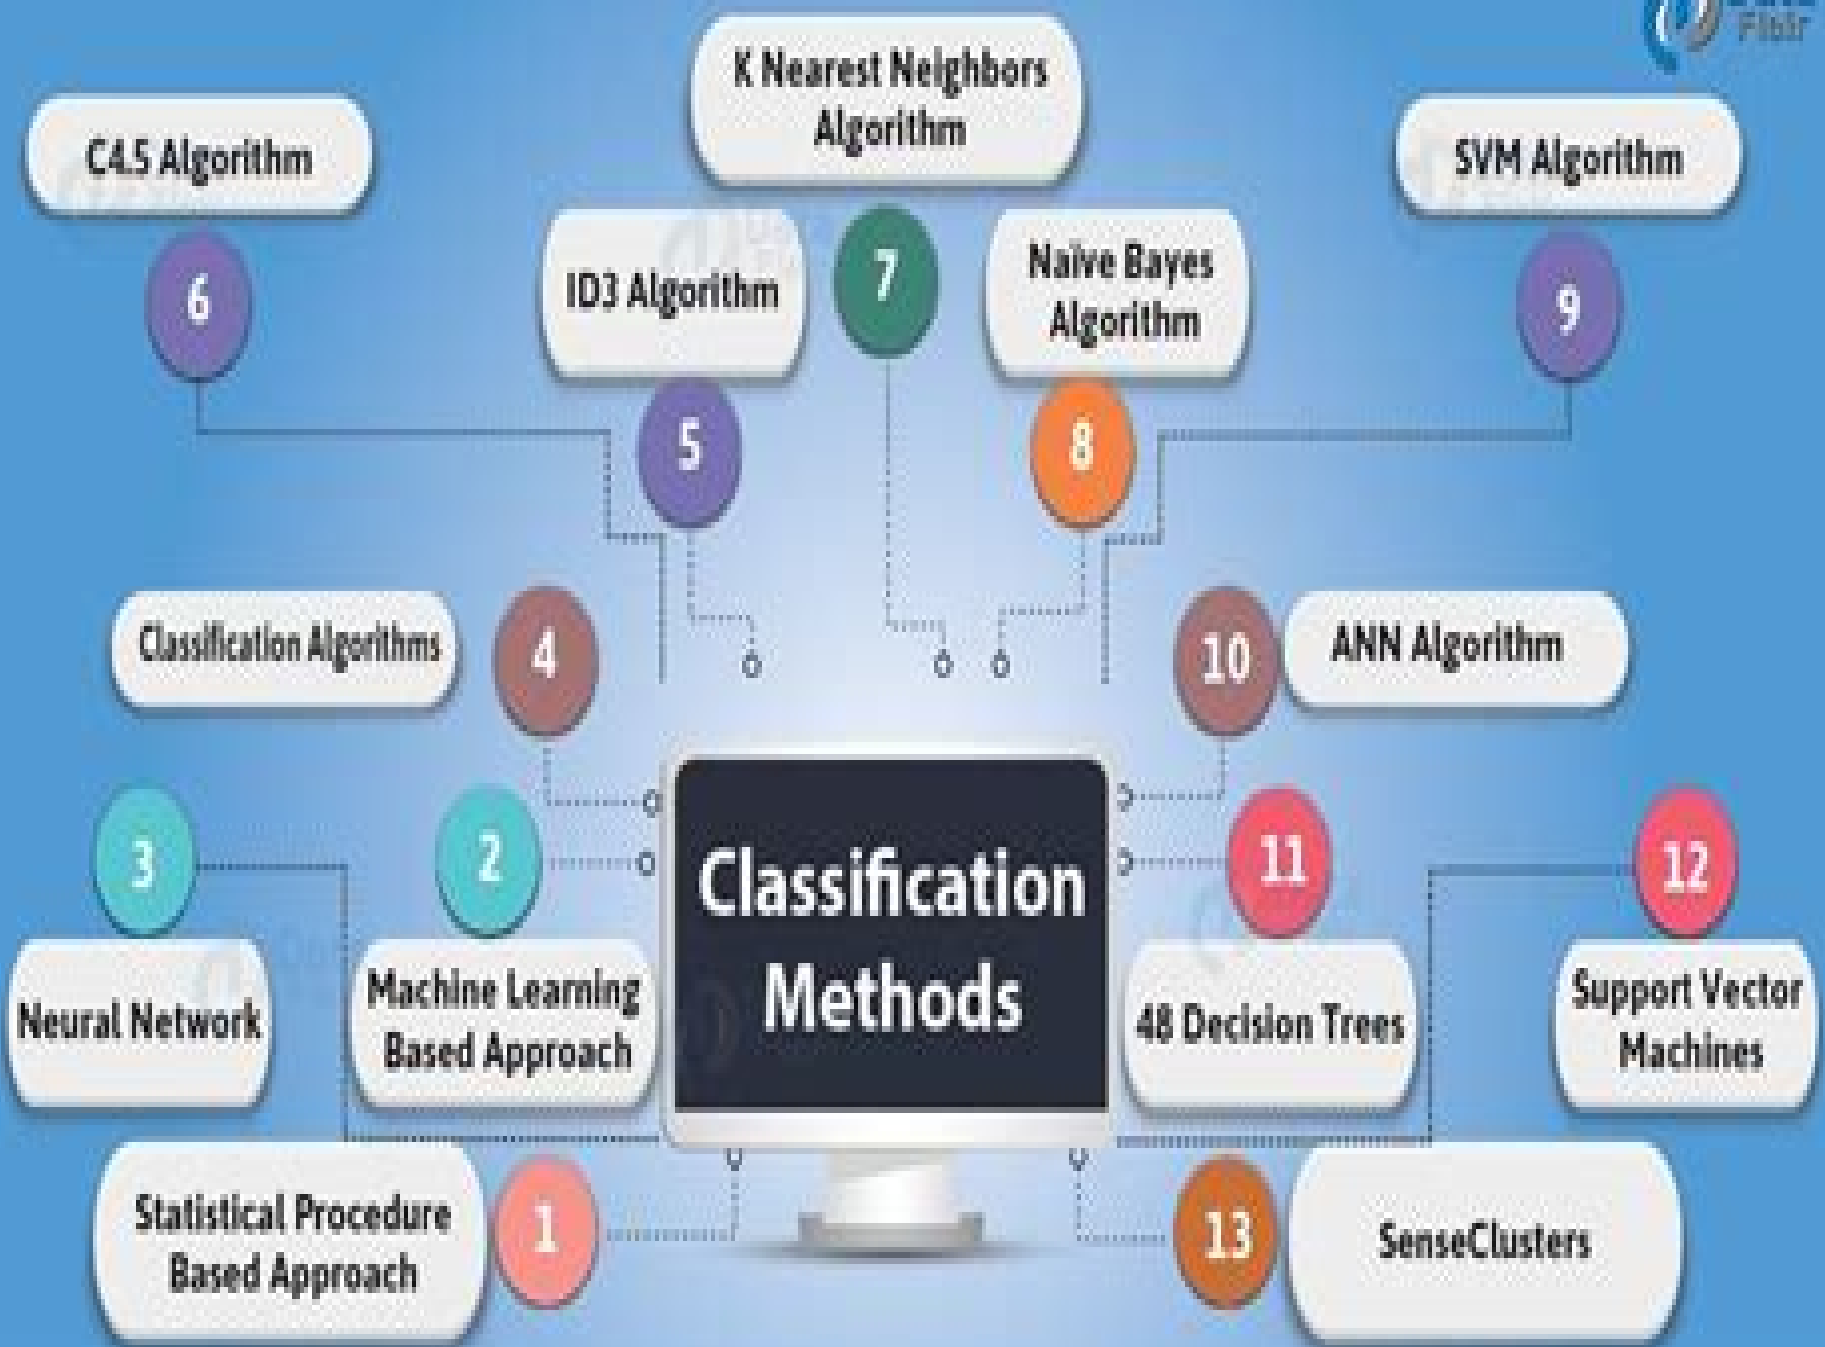 Flair
K Nearest Neighbors
Algorithm
C4.5 Algorithm
SVM Algorithm
ID3 Algorithm
7
Naïve Bayes
Algorithm
6
9
5
8
Classification Algorithms
4
10
ANN Algorithm
3
2
Classification
Methods
11
12
Neural Network
Machine Learning
Based Approach
48 Decision Trees
Support Vector
Machines
Statistical Procedure
Based Approach
1
13
SenseClusters